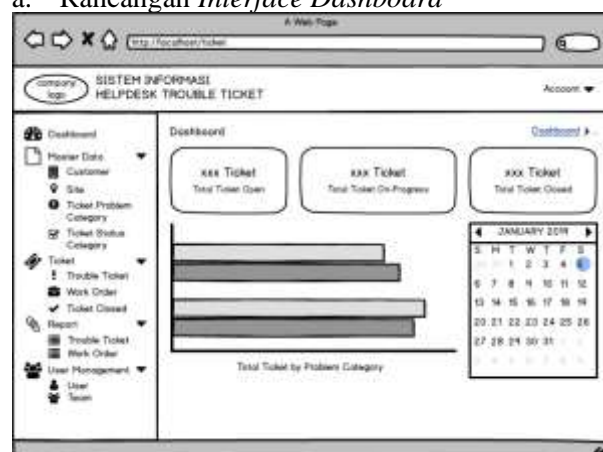 a. Rancangan Interface Dashboard
A Web Page
http://localhost/ticket
company logo
SISTEM INFORMASI
HELPDESK TROUBLE TICKET
Account
Dashboard
Master Data
Customer
Site
Ticket Problem
Category
Ticket Status
Category
Ticket
Trouble Ticket
Work Order
Ticket Closed
Report
Trouble Ticket
Work Order
User Management
User
Team
Dashboard
Dashboard
xxx Ticket
Total Ticket Open
xxx Ticket
Total Ticket On-Progress
xxx Ticket
Total Ticket Closed
Total Ticket by Problem Category
JANUARY 2019
S M T W T F S
1 2 3 4 5
6 7 8 9 10 11 12
13 14 15 16 17 18 19
20 21 22 23 24 25 26
27 28 29 30 31